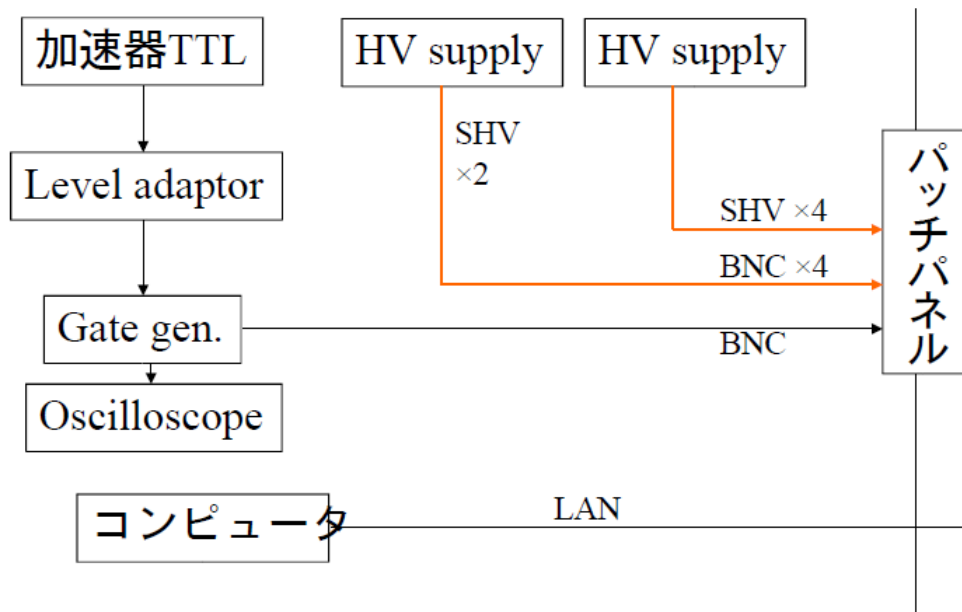 加速器TTL
HV supply
HV supply
SHV
×2
Level adaptor
SHV ×4
BNC ×4
パッチパネル
Gate gen.
BNC
Oscilloscope
コンピュータ
LAN